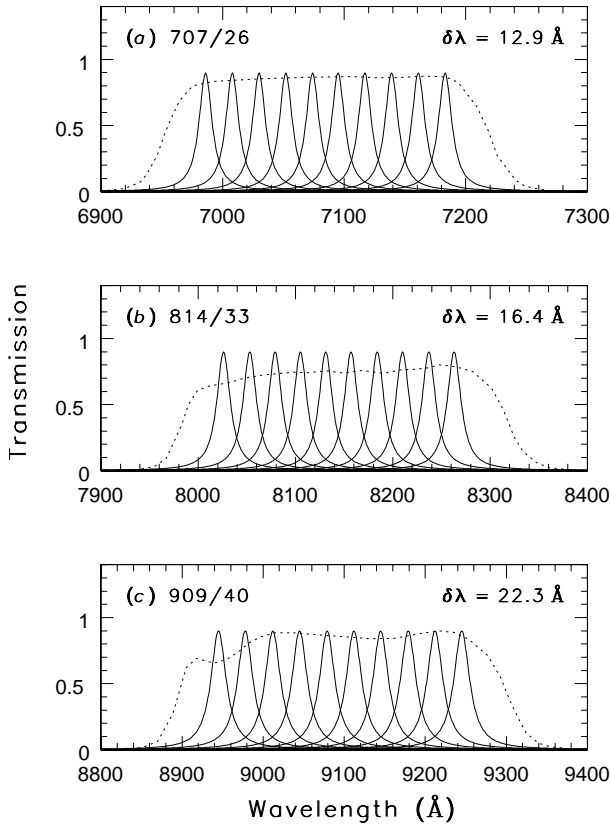 (a) 707/26 δλ = 12.9 Å
1
0.5
0
6900 7000 7100 7200 7300
Transmission
(b) 814/33 δλ = 16.4 Å
1
0.5
0
7900 8000 8100 8200 8300 8400
(c) 909/40 δλ = 22.3 Å
1
0.5
0
8800 8900 9000 9100 9200 9300 9400
Wavelength (Å)